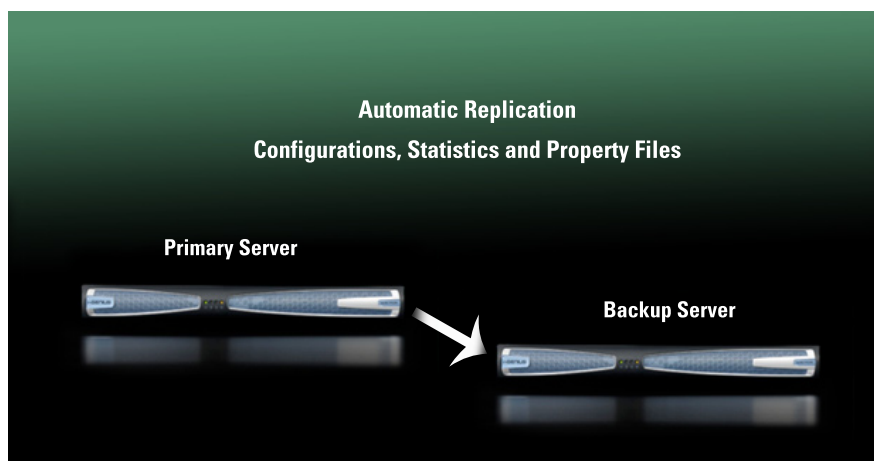 Automatic Replication
Configurations, Statistics and Property Files
Primary Server
Backup Server